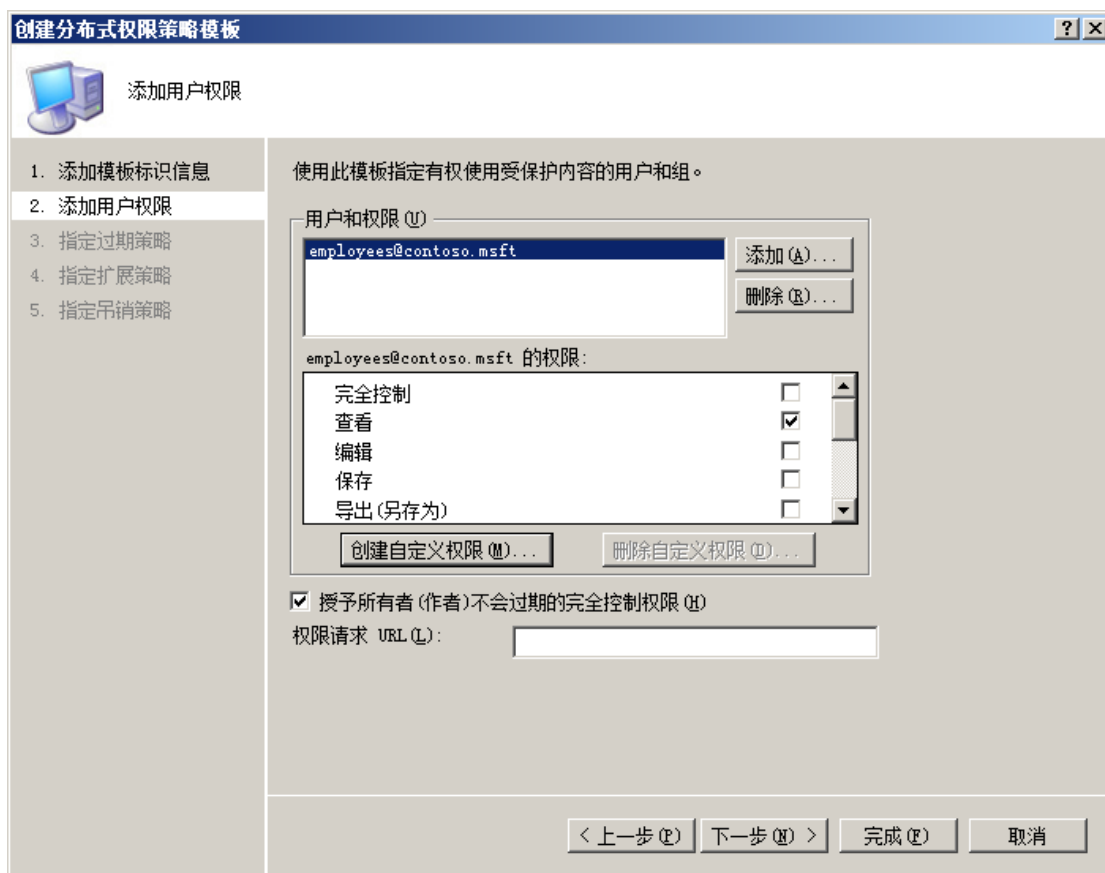 创建分布式权限策略模板
添加用户权限
1. 添加模板标识信息
2. 添加用户权限
3. 指定过期策略
4. 指定扩展策略
5. 指定吊销策略
使用此模板指定有权使用受保护内容的用户和组。
用户和权限(U)
employees@contoso.msft
添加(A)...
删除(R)...
employees@contoso.msft 的权限:
完全控制
查看
编辑
保存
导出(另存为)
创建自定义权限(M)...
删除自定义权限(D)...
授予所有者(作者)不会过期的完全控制权限(H)
权限请求 URL(L):
< 上一步(P)
下一步(N) >
完成(F)
取消